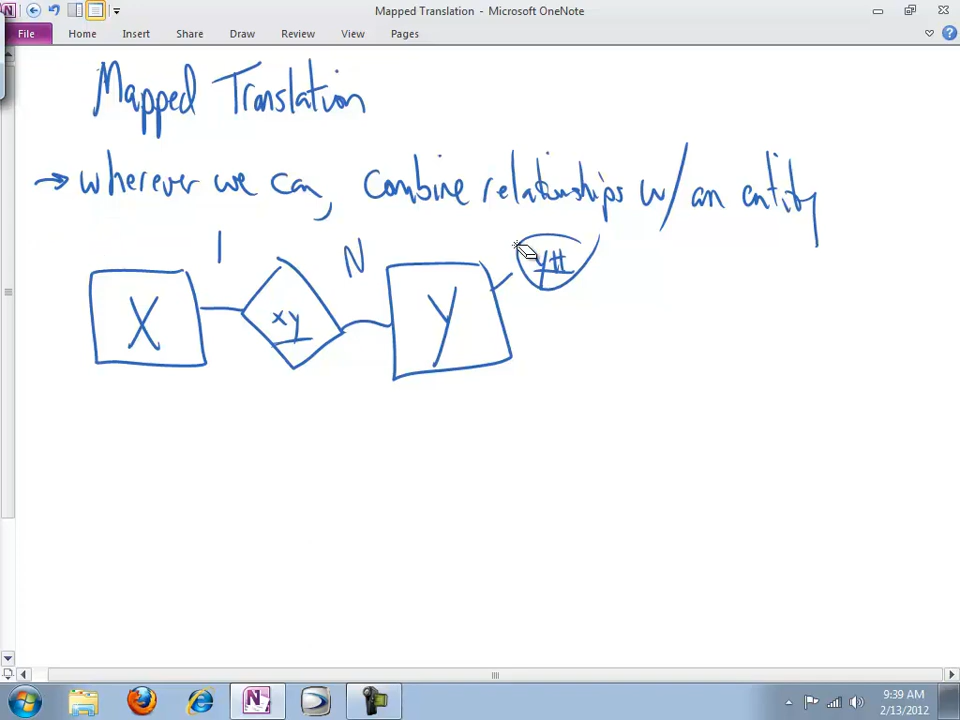 Mapped Translation - Microsoft OneNote
File Home Insert Share Draw Review View Pages
Mapped Translation
→ wherever we can, combine relationships w/ an entity
1 N y#
X xy Y
9:39 AM
2/13/2012